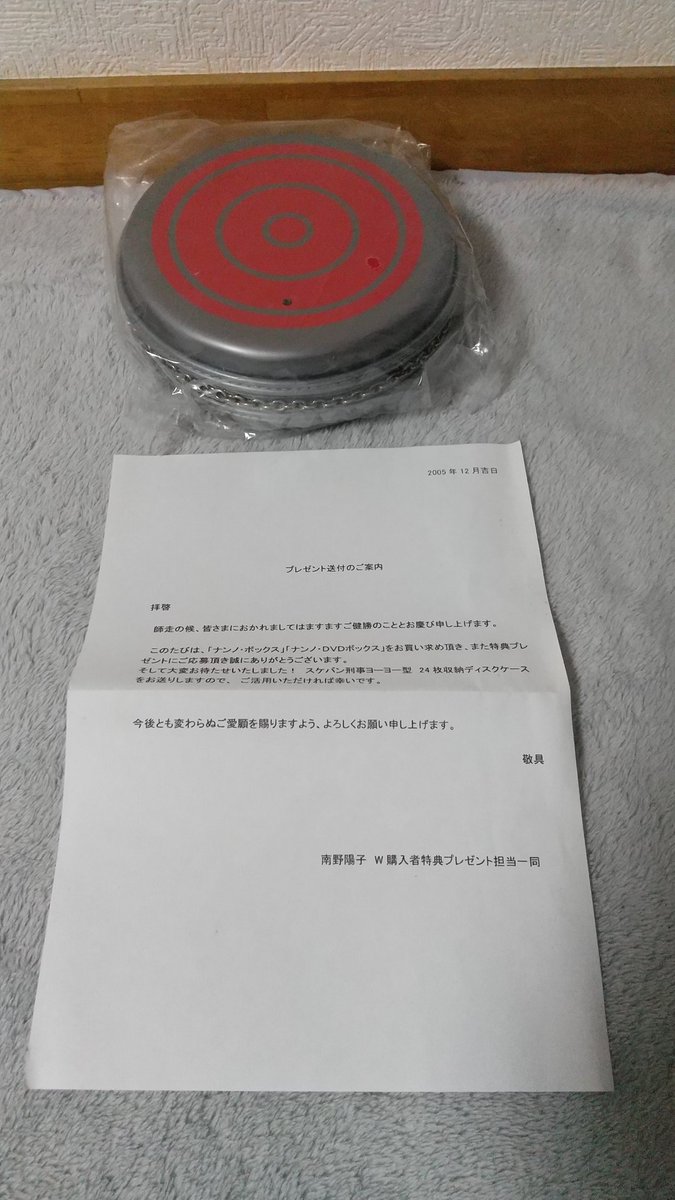 2005 年 12 月吉日
プレゼント送付のご案内
拝啓
師走の候、皆さまにおかれましてはますますご健勝のこととお慶び申し上げます。
このたびは、「ナンノ・ボックス」「ナンノ・DVDボックス」をお買い求め頂き、また特典プレ
ゼントにご応募頂き誠にありがとうございます。
そして大変お待たせいたしました！ スケバン刑事ヨーヨー型 24 枚収納ディスクケース
をお送りしますので、 ご活用いただければ幸いです。
今後とも変わらぬご愛顧を賜りますよう、よろしくお願い申し上げます。
敬具
南野陽子 W 購入者特典プレゼント担当一同